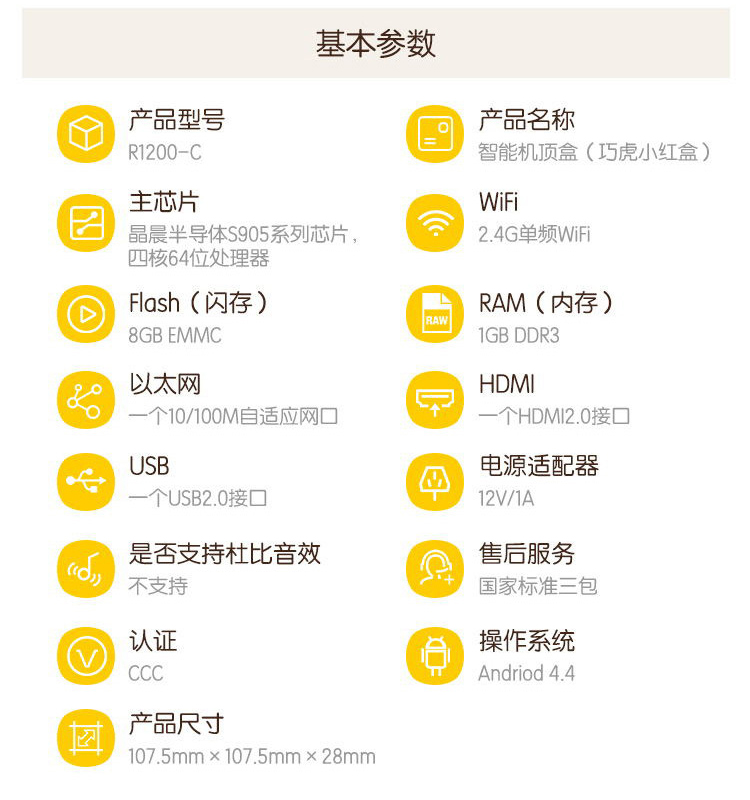 基本参数
产品型号
R1200-C
产品名称
智能机顶盒（巧虎小红盒）
主芯片
晶晨半导体S905系列芯片，
四核64位处理器
WiFi
2.4G单频WiFi
Flash（闪存）
8GB EMMC
RAW
RAM（内存）
1GB DDR3
以太网
一个10/100M自适应网口
HDMI
一个HDMI2.0接口
USB
一个USB2.0接口
电源适配器
12V/1A
是否支持杜比音效
不支持
售后服务
国家标准三包
认证
CCC
操作系统
Andriod 4.4
产品尺寸
107.5mm×107.5mm×28mm